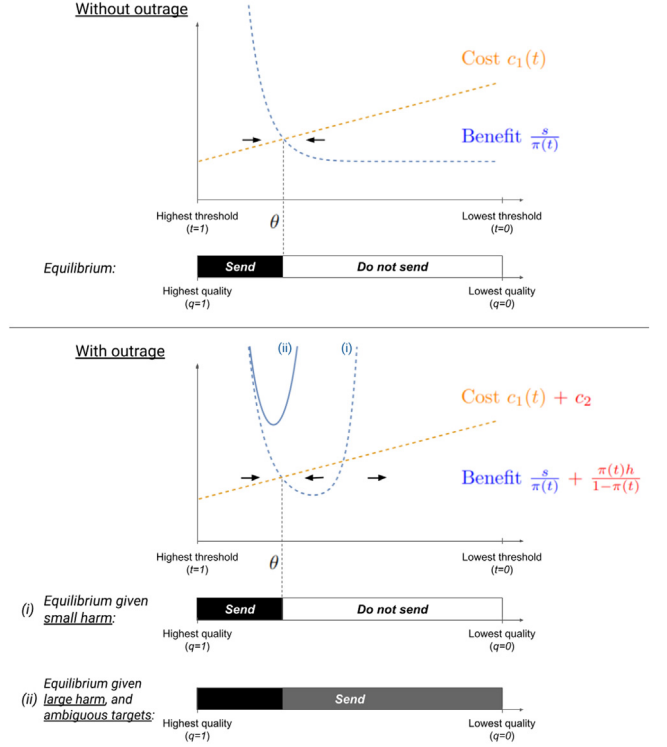 Without outrage
Cost c₁(t)
Benefit s/π(t)
Highest threshold
(t=1)
θ
Lowest threshold
(t=0)
Equilibrium:
Send
Do not send
Highest quality
(q=1)
Lowest quality
(q=0)
With outrage
(ii)
(i)
Cost c₁(t) + c₂
Benefit s/π(t) + π(t)h/1−π(t)
Highest threshold
(t=1)
θ
Lowest threshold
(t=0)
(i)
Equilibrium given
small harm:
Send
Do not send
Highest quality
(q=1)
Lowest quality
(q=0)
(ii)
Equilibrium given
large harm, and
ambiguous targets:
Send
Highest quality
(q=1)
Lowest quality
(q=0)